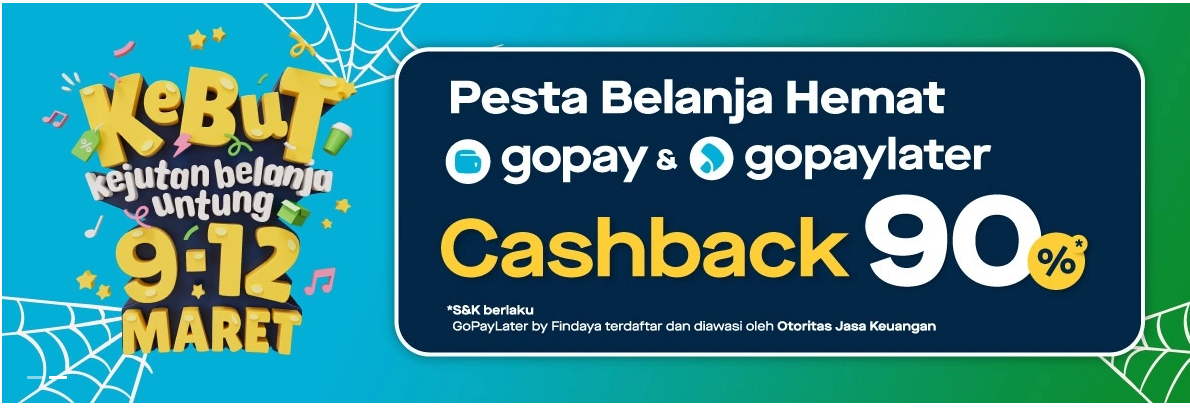 KeBuT
kejutan belanja
untung
9-12
MARET
Pesta Belanja Hemat
gopay & gopaylater
Cashback 90%*
*S&K berlaku
GoPayLater by Findaya terdaftar dan diawasi oleh Otoritas Jasa Keuangan
%